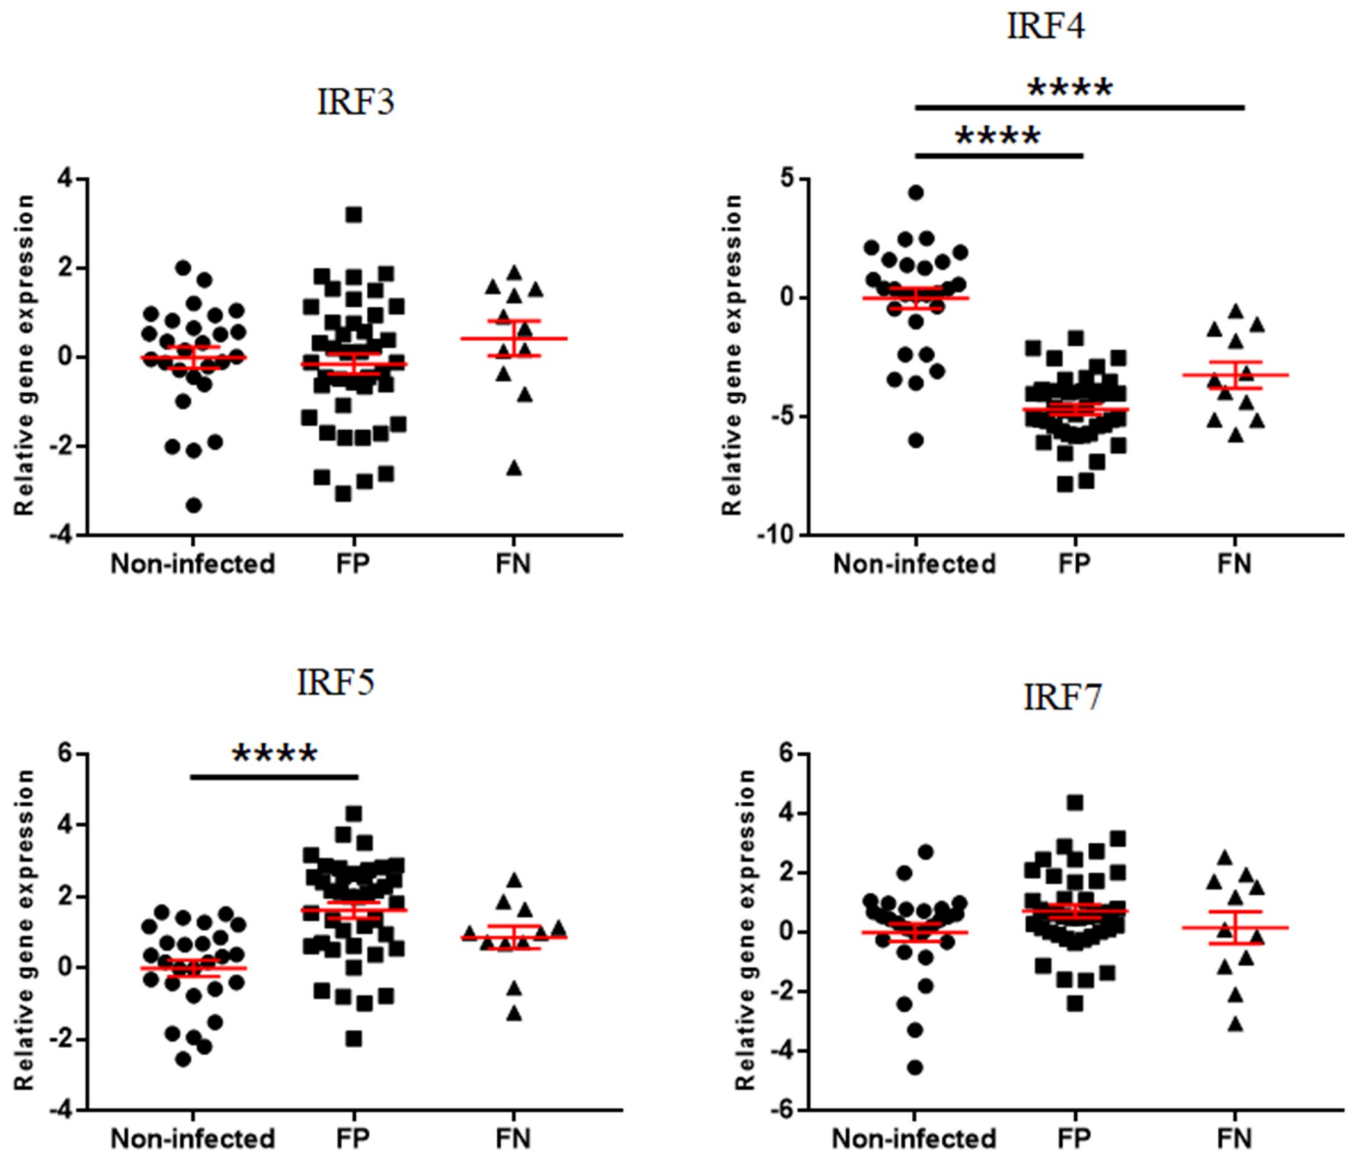 IRF3
Relative gene expression
4
2
0
-2
-4
Non-infected FP FN
IRF4
****
****
Relative gene expression
5
0
-5
-10
Non-infected FP FN
IRF5
****
Relative gene expression
6
4
2
0
-2
-4
Non-infected FP FN
IRF7
Relative gene expression
6
4
2
0
-2
-4
-6
Non-infected FP FN